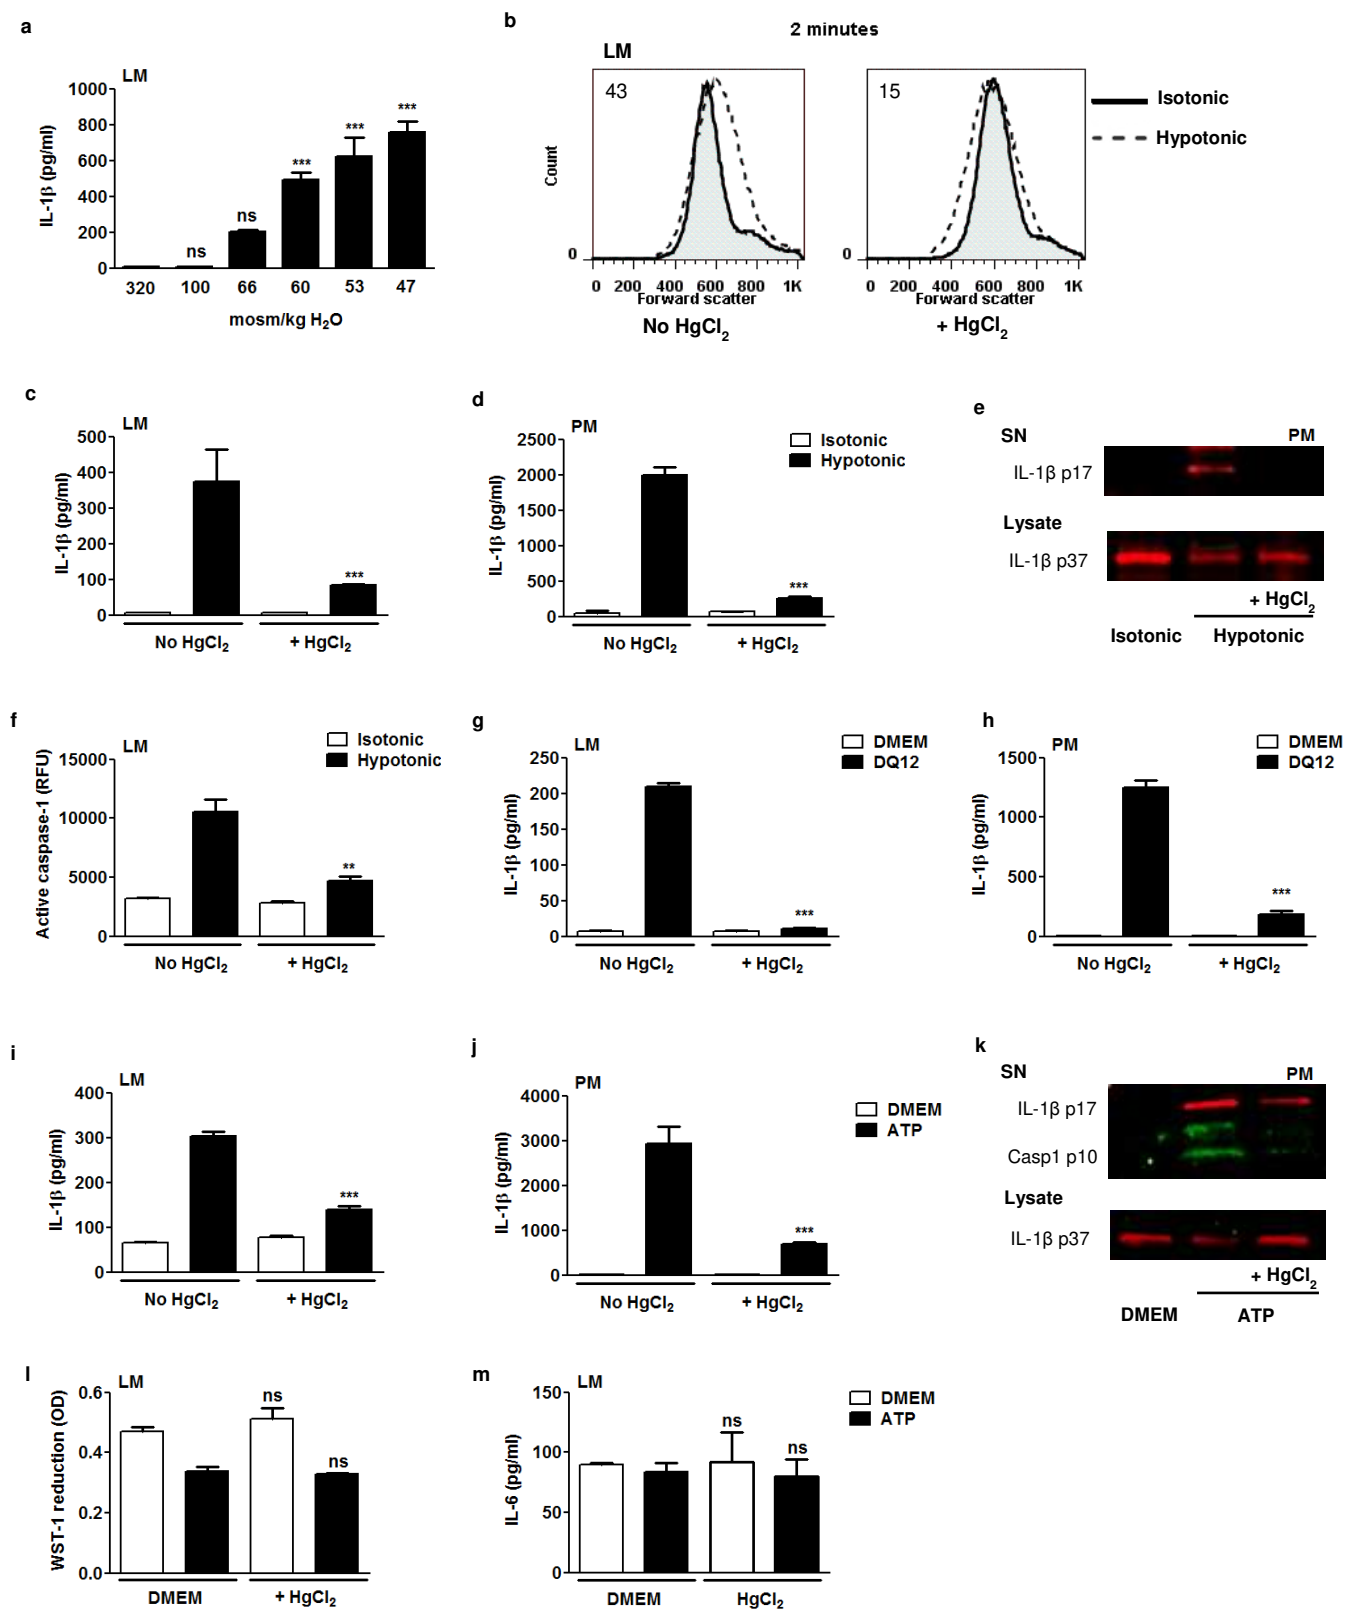 a
LM
IL-1β (pg/ml)
1000
800
600
400
200
0
ns
ns
***
***
***
320 100 66 60 53 47
mosm/kg H₂O
b
2 minutes
LM
Count
0
43
0 200 400 600 800 1K
Forward scatter
No HgCl₂
0
15
0 200 400 600 800 1K
Forward scatter
+ HgCl₂
Isotonic
Hypotonic
c
LM
IL-1β (pg/ml)
500
400
300
200
100
0
***
No HgCl₂ + HgCl₂
d
PM
IL-1β (pg/ml)
2500
2000
1500
1000
500
0
***
No HgCl₂ + HgCl₂
Isotonic
Hypotonic
e
SN PM
IL-1β p17
Lysate
IL-1β p37
+ HgCl₂
Isotonic Hypotonic
f
LM
Active caspase-1 (RFU)
15000
10000
5000
0
**
No HgCl₂ + HgCl₂
Isotonic
Hypotonic
g
LM
IL-1β (pg/ml)
250
200
150
100
50
0
***
No HgCl₂ + HgCl₂
DMEM
DQ12
h
PM
IL-1β (pg/ml)
1500
1000
500
0
***
No HgCl₂ + HgCl₂
DMEM
DQ12
i
LM
IL-1β (pg/ml)
400
300
200
100
0
***
No HgCl₂ + HgCl₂
j
PM
IL-1β (pg/ml)
4000
3000
2000
1000
0
***
No HgCl₂ + HgCl₂
DMEM
ATP
k
SN PM
IL-1β p17
Casp1 p10
Lysate
IL-1β p37
+ HgCl₂
DMEM ATP
l
LM
WST-1 reduction (OD)
0.6
0.4
0.2
0.0
ns
ns
DMEM + HgCl₂
m
LM
IL-6 (pg/ml)
150
100
50
0
ns
ns
DMEM HgCl₂
DMEM
ATP